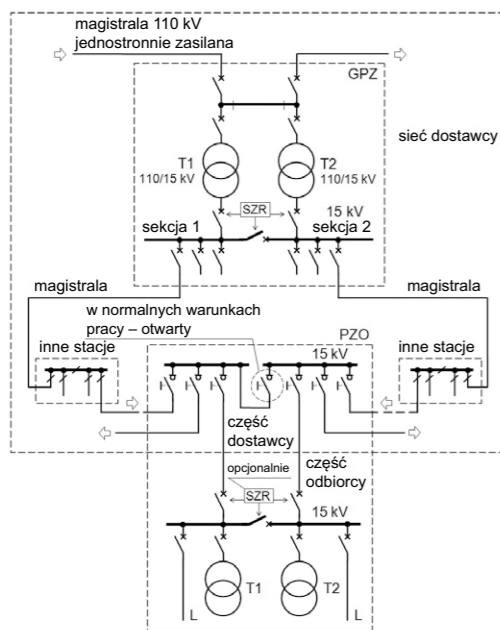 magistrala 110 kV
jednostronnie zasilana
GPZ
sieć dostawcy
T1
110/15 kV
T2
110/15 kV
SZR
15 kV
sekcja 1
sekcja 2
magistrala
magistrala
w normalnych warunkach
pracy – otwarty
PZO
inne stacje
15 kV
inne stacje
część
dostawcy
część
odbiorcy
opcjonalnie
SZR
15 kV
T1
T2
L
L